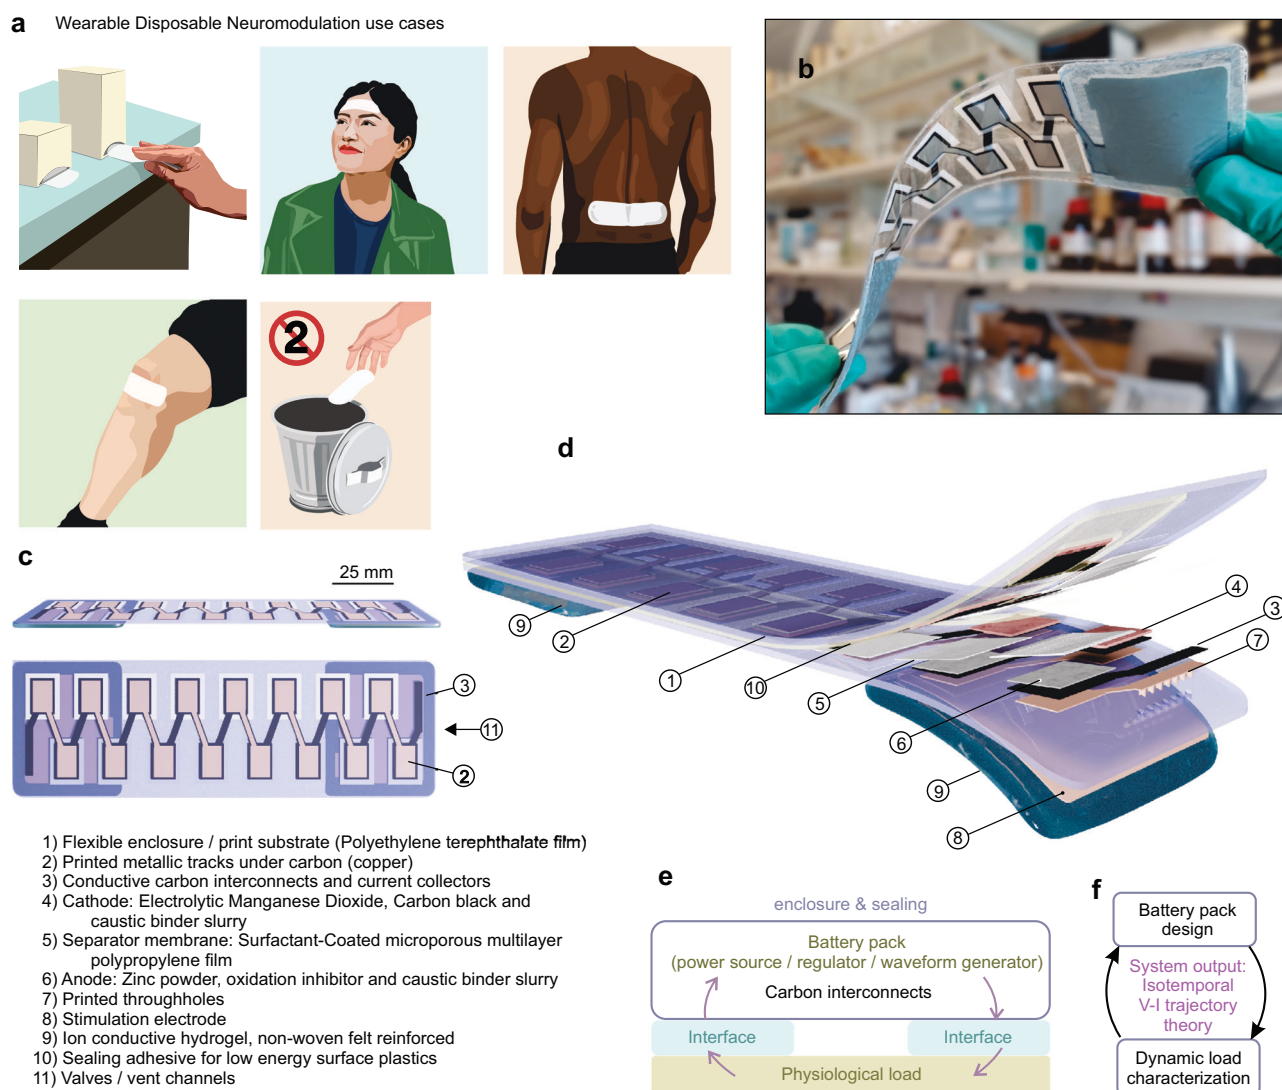 a Wearable Disposable Neuromodulation use cases
2
b
c
25 mm
3
11
2
d
9
2
1
10
5
6
9
8
4
3
7
1) Flexible enclosure / print substrate (Polyethylene terephthalate film)
2) Printed metallic tracks under carbon (copper)
3) Conductive carbon interconnects and current collectors
4) Cathode: Electrolytic Manganese Dioxide, Carbon black and
caustic binder slurry
5) Separator membrane: Surfactant-Coated microporous multilayer
polypropylene film
6) Anode: Zinc powder, oxidation inhibitor and caustic binder slurry
7) Printed throughholes
8) Stimulation electrode
9) Ion conductive hydrogel, non-woven felt reinforced
10) Sealing adhesive for low energy surface plastics
11) Valves / vent channels
e
enclosure & sealing
Battery pack
(power source / regulator / waveform generator)
Carbon interconnects
Interface Interface
Physiological load
f
Battery pack
design
System output:
Isotemporal
V-I trajectory
theory
Dynamic load
characterization